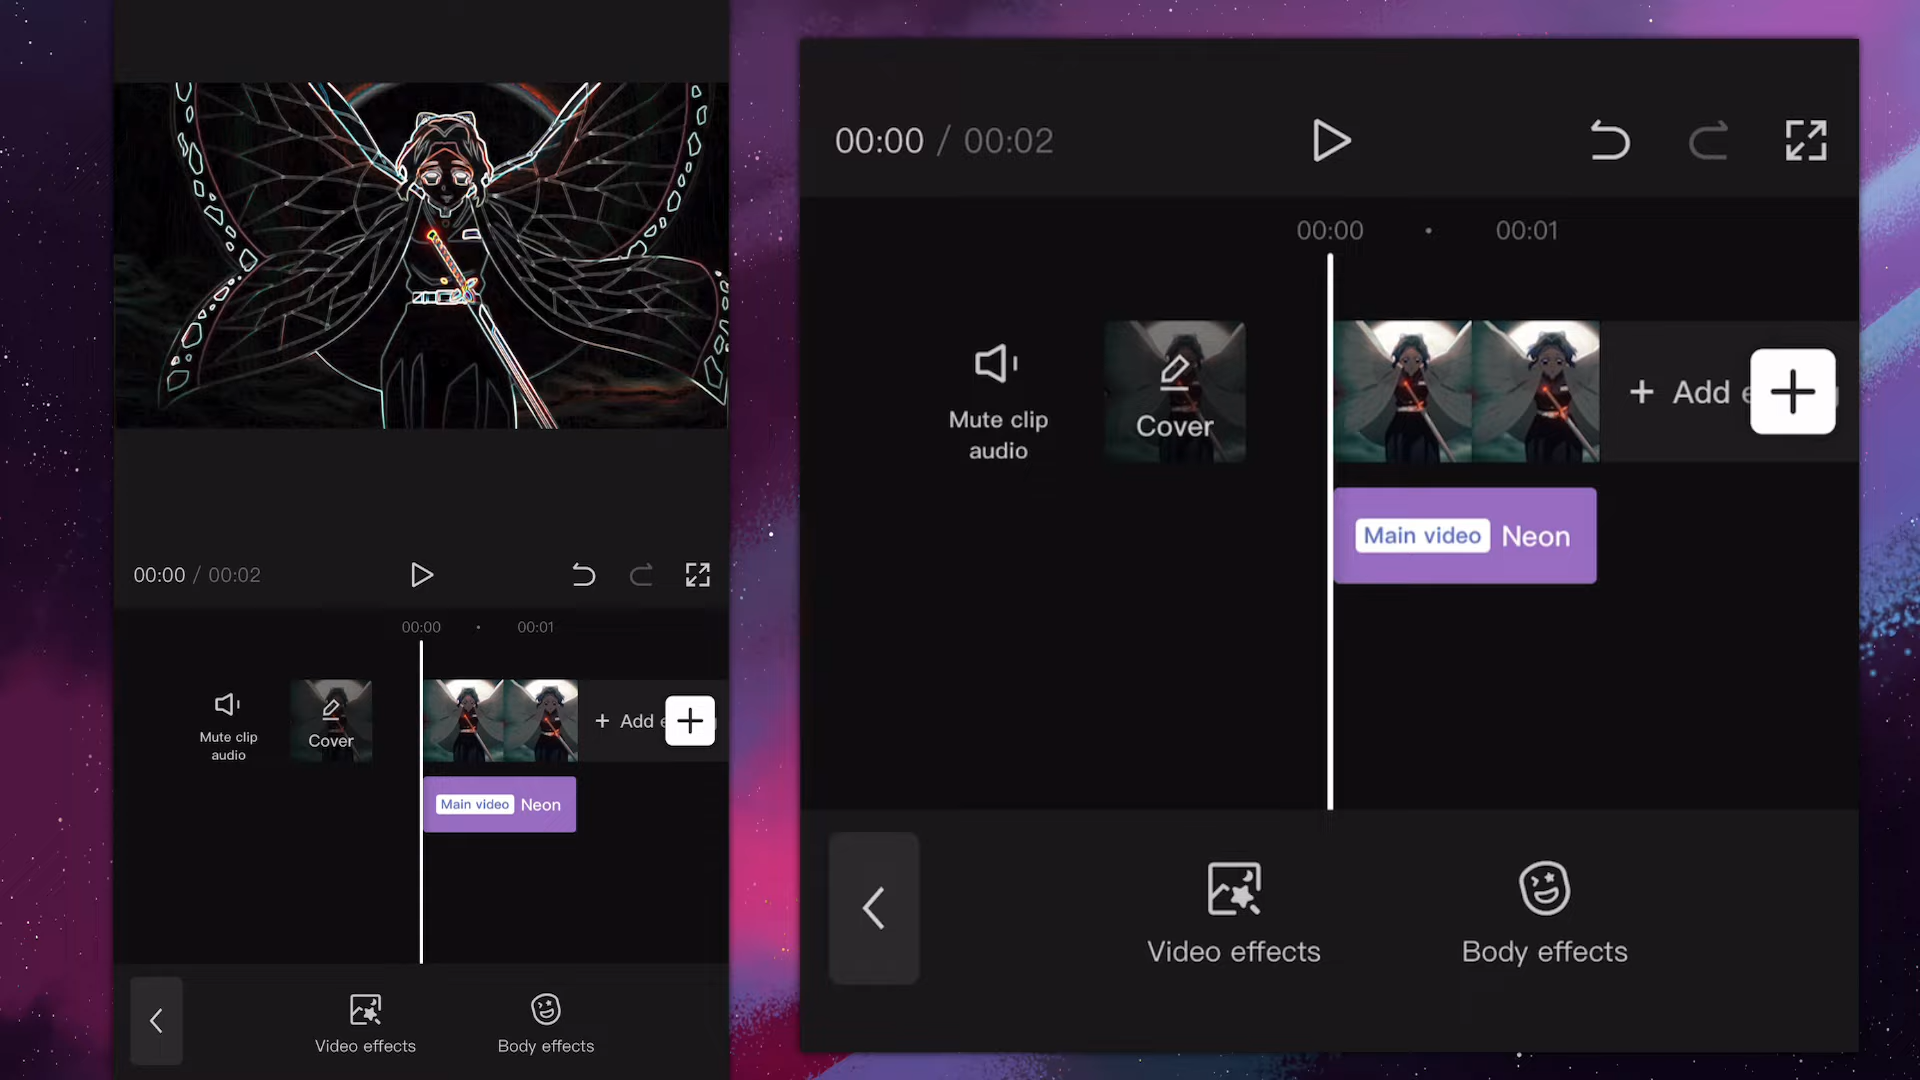 00:00 / 00:02
00:00 00:01
Mute clip
audio
Cover
+ Add
Main video Neon
Video effects Body effects
00:00 / 00:02
00:00 00:01
Mute clip
audio
Cover
+ Add
Main video Neon
Video effects Body effects